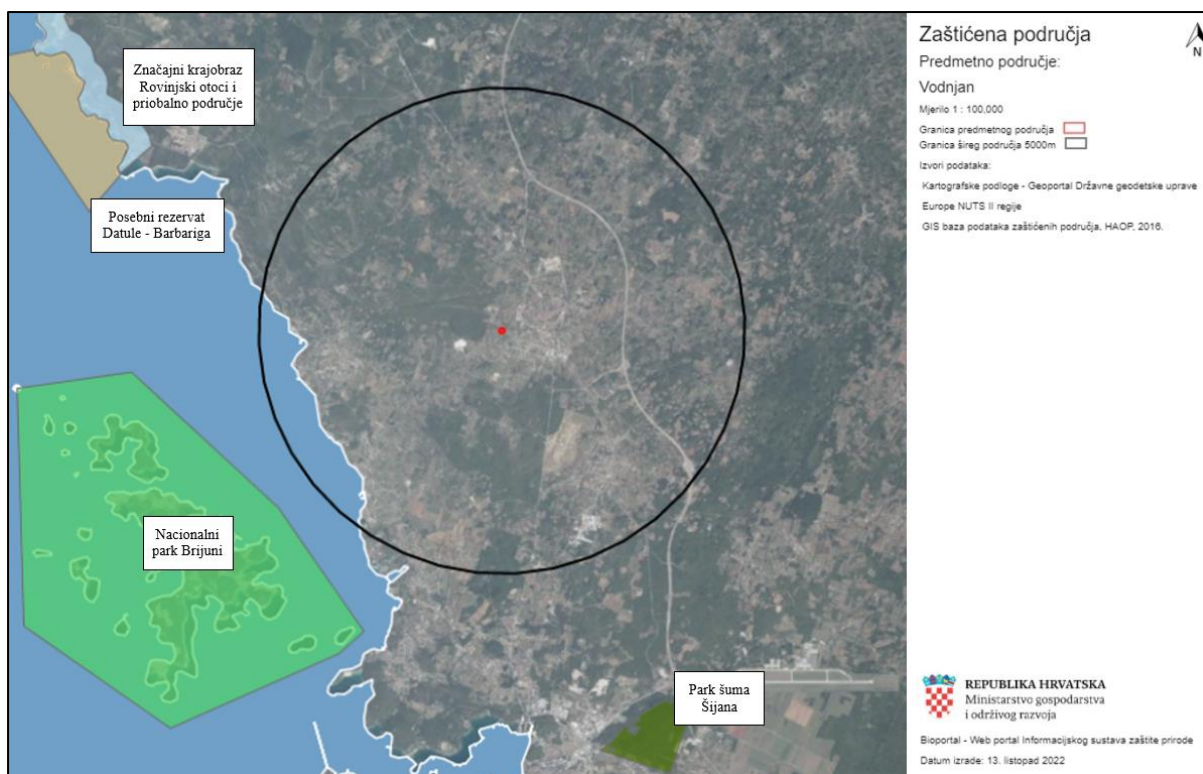 Značajni krajobraz
Rovinjski otoci i
priobalno područje
Posebni rezervat
Datule - Barbariga
Nacionalni
park Brijuni
Park šuma
Šijana
Zaštićena područja
N
Predmetno područje:
Vodnjan
Mjerilo 1 : 100,000
Granica predmetnog područja
Granica šireg područja 5000m
Izvori podataka:
Kartografske podloge - Geoportal Državne geodetske uprave
Europe NUTS II regije
GIS baza podataka zaštićenih područja, HAOP, 2016.
REPUBLIKA HRVATSKA
Ministarstvo gospodarstva
i održivog razvoja
Bioportal - Web portal Informacijskog sustava zaštite prirode
Datum izrade: 13. listopad 2022